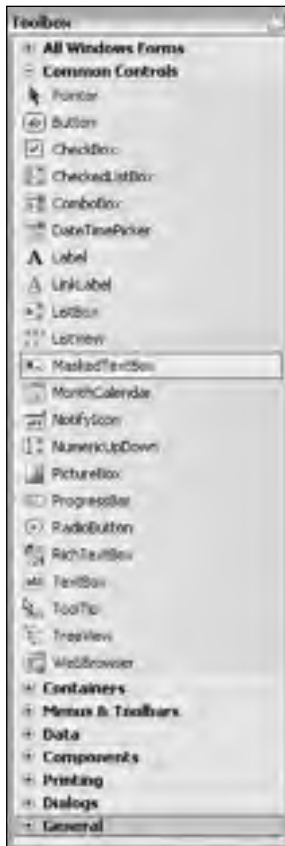 Toolbox
All Windows Forms
Common Controls
Pointer
Button
CheckBox
CheckedListBox
ComboBox
DateTimePicker
A Label
A LinkLabel
ListBox
ListView
MaskedTextBox
MonthCalendar
NotifyIcon
NumericUpDown
PictureBox
ProgressBar
RadioButton
RichTextBox
abl TextBox
ToolTip
TreeView
WebBrowser
Containers
Menus & Toolbars
Data
Components
Printing
Dialogs
General